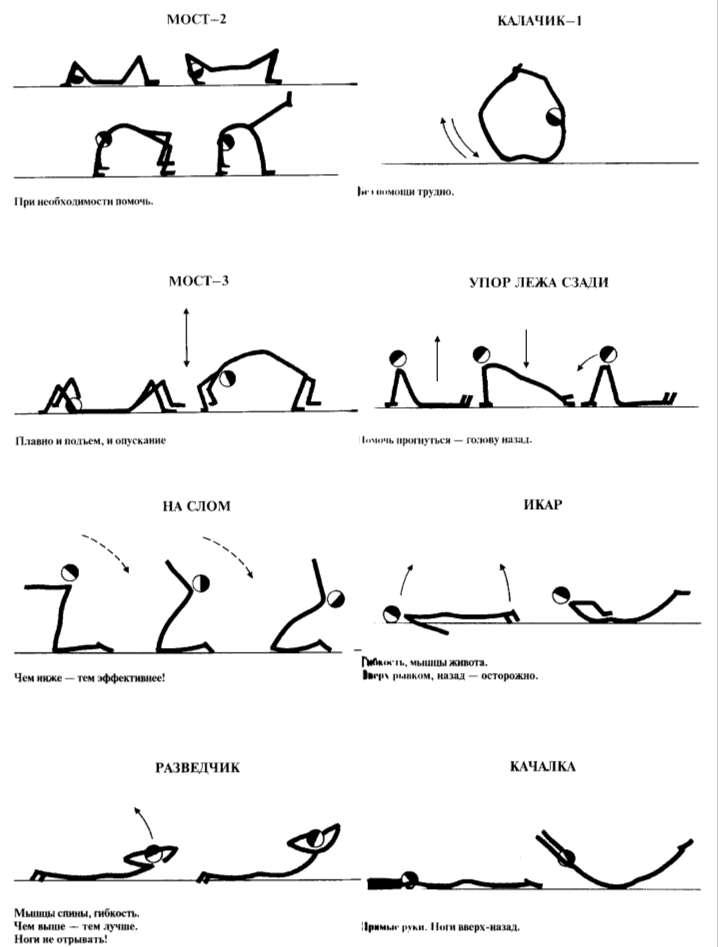 МОСТ—2
При необходимости помочь.
КАЛАЧИК—1
Без помощи трудно.
МОСТ—3
Плавно и подъем, и опускание
УПОР ЛЕЖА СЗАДИ
Помочь прогнуться — голову назад.
НА СЛОМ
Чем ниже — тем эффективнее!
ИКАР
Гибкость, мышцы живота.
Вверх рывком, назад — осторожно.
РАЗВЕДЧИК
Мышцы спины, гибкость.
Чем выше — тем лучше.
Ноги не отрывать!
КАЧАЛКА
Прямые руки. Ноги вверх-назад.